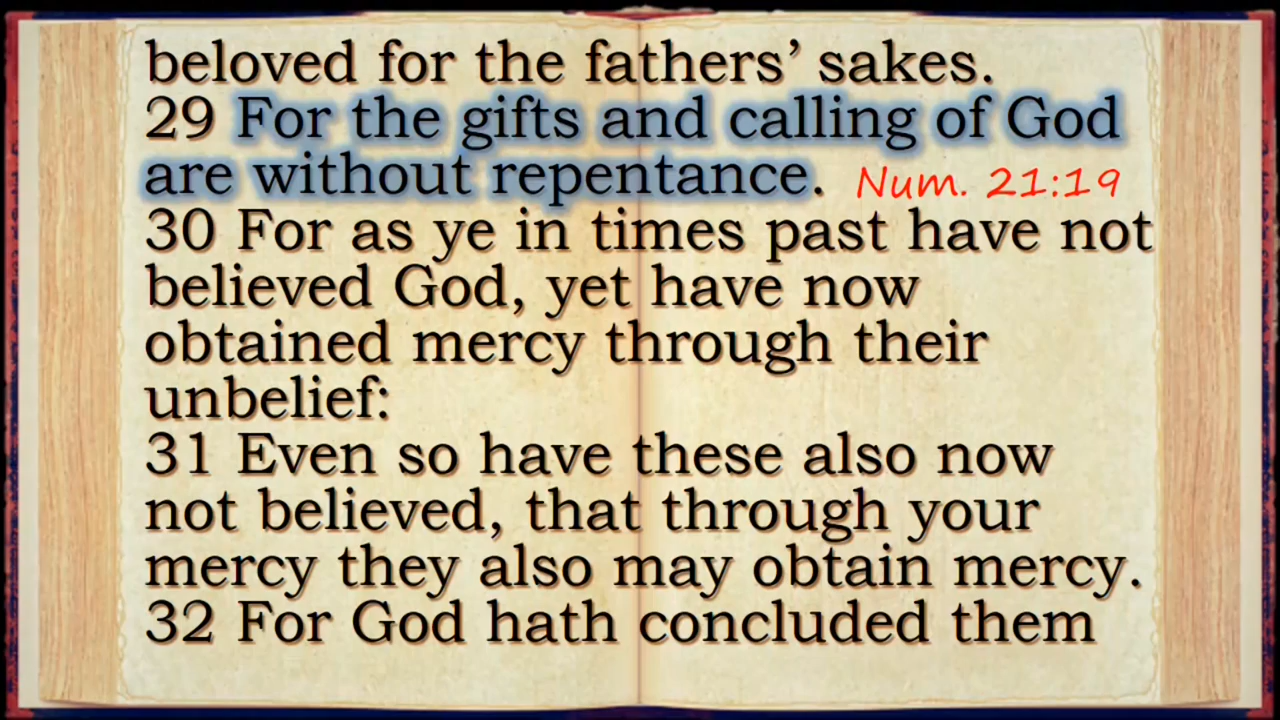 beloved for the fathers’ sakes.
29 For the gifts and calling of God
are without repentance. Num. 21:19
30 For as ye in times past have not
believed God, yet have now
obtained mercy through their
unbelief:
31 Even so have these also now
not believed, that through your
mercy they also may obtain mercy.
32 For God hath concluded them